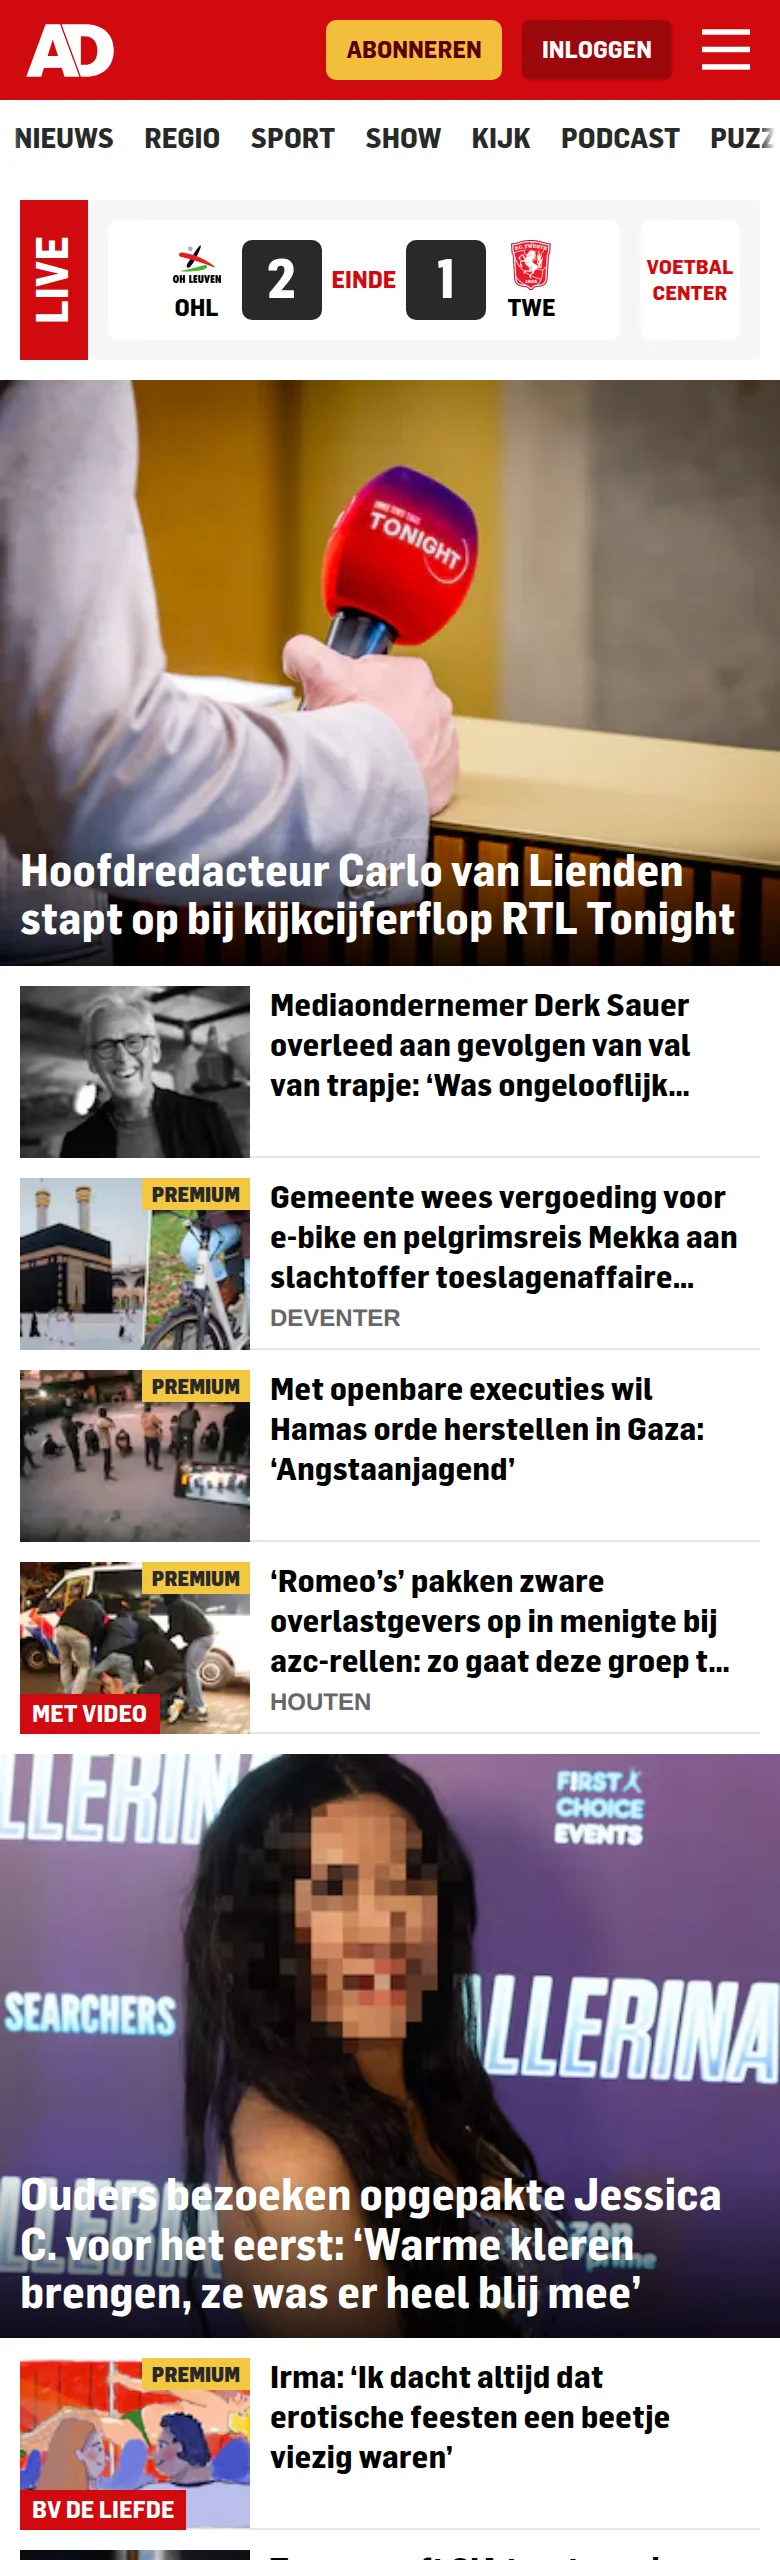 AD
ABONNEREN
INLOGGEN
NIEUWS REGIO SPORT SHOW KIJK PODCAST PUZZ
LIVE
OH LEUVEN
OHL
2
EINDE
1
TWE
VOETBAL
CENTER
TONIGHT
Hoofdredacteur Carlo van Lienden
stapt op bij kijkcijferflop RTL Tonight
Mediaondernemer Derk Sauer
overleed aan gevolgen van val
van trapje: ‘Was ongelooflijk...
PREMIUM
Gemeente wees vergoeding voor
e-bike en pelgrimsreis Mekka aan
slachtoffer toeslagenaffaire...
DEVENTER
PREMIUM
Met openbare executies wil
Hamas orde herstellen in Gaza:
‘Angstaanjagend’
PREMIUM
MET VIDEO
‘Romeo’s’ pakken zware
overlastgevers op in menigte bij
azc-rellen: zo gaat deze groep t...
HOUTEN
LLERIN
FIRST
CHOICE
EVENTS
SEARCHERS
LLERINA
Ouders bezoeken opgepakte Jessica
C. voor het eerst: ‘Warme kleren
brengen, ze was er heel blij mee’
PREMIUM
BV DE LIEFDE
Irma: ‘Ik dacht altijd dat
erotische feesten een beetje
viezig waren’